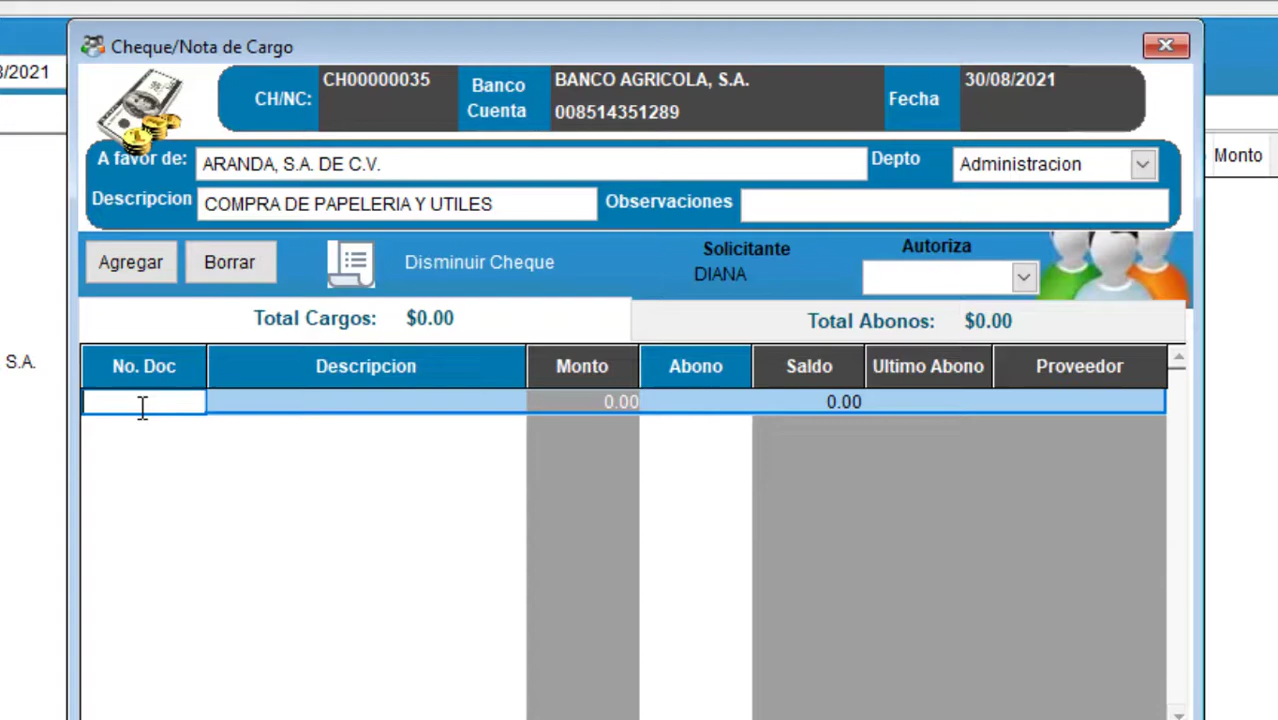 Cheque/Nota de Cargo
8/2021
CH/NC:
CH00000035
Banco
Cuenta
BANCO AGRICOLA, S.A.
008514351289
Fecha
30/08/2021
A favor de:
ARANDA, S.A. DE C.V.
Depto
Administracion
Monto
Descripcion
COMPRA DE PAPELERIA Y UTILES
Observaciones
Agregar
Borrar
Disminuir Cheque
Solicitante
DIANA
Autoriza
Total Cargos: $0.00
Total Abonos: $0.00
S.A.
No. Doc
Descripcion
Monto
Abono
Saldo
Ultimo Abono
Proveedor
0.00
0.00